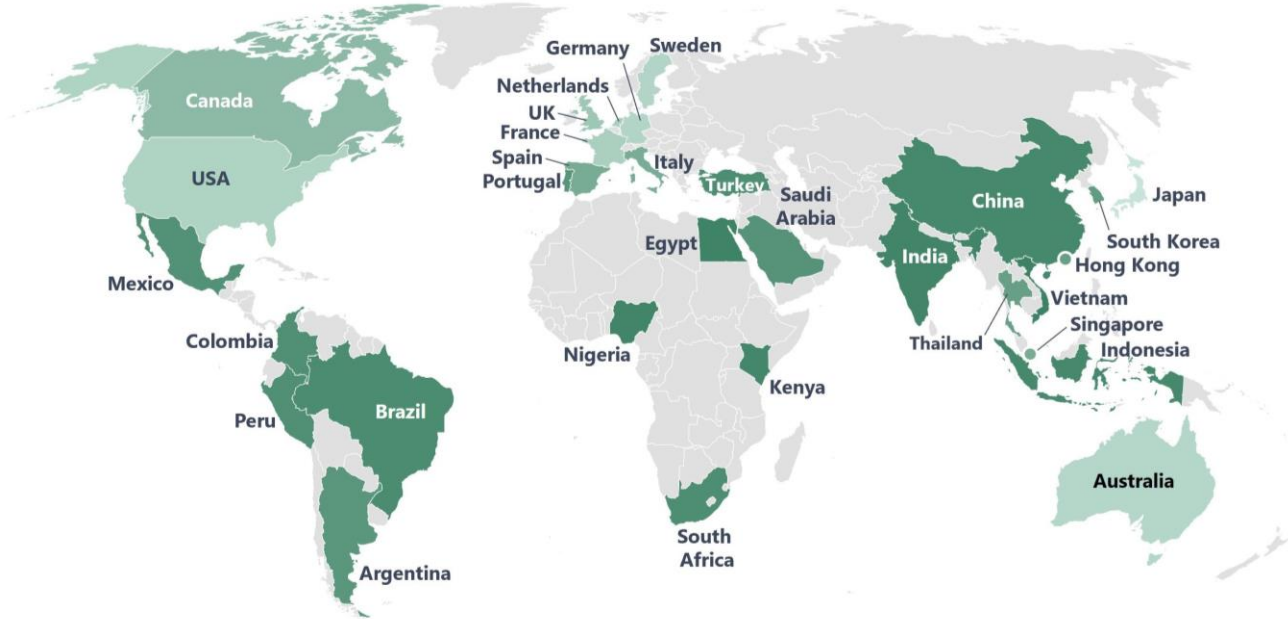 Germany
Sweden
Netherlands
Canada
UK
France
Spain
Italy
USA
Portugal
Turkey
Saudi
Arabia
China
Japan
Egypt
South Korea
India
Hong Kong
Mexico
Vietnam
Colombia
Singapore
Thailand
Indonesia
Nigeria
Kenya
Peru
Brazil
Australia
South
Africa
Argentina